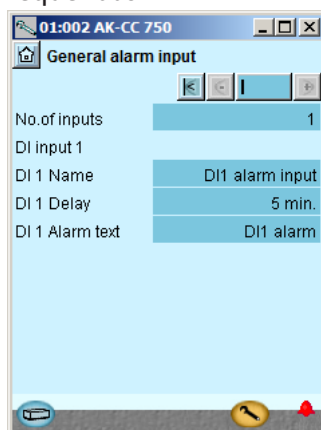 01:002 AK-CC 750
General alarm input
No.of inputs 1
DI input 1
DI 1 Name DI1 alarm input
DI 1 Delay 5 min.
DI 1 Alarm text DI1 alarm